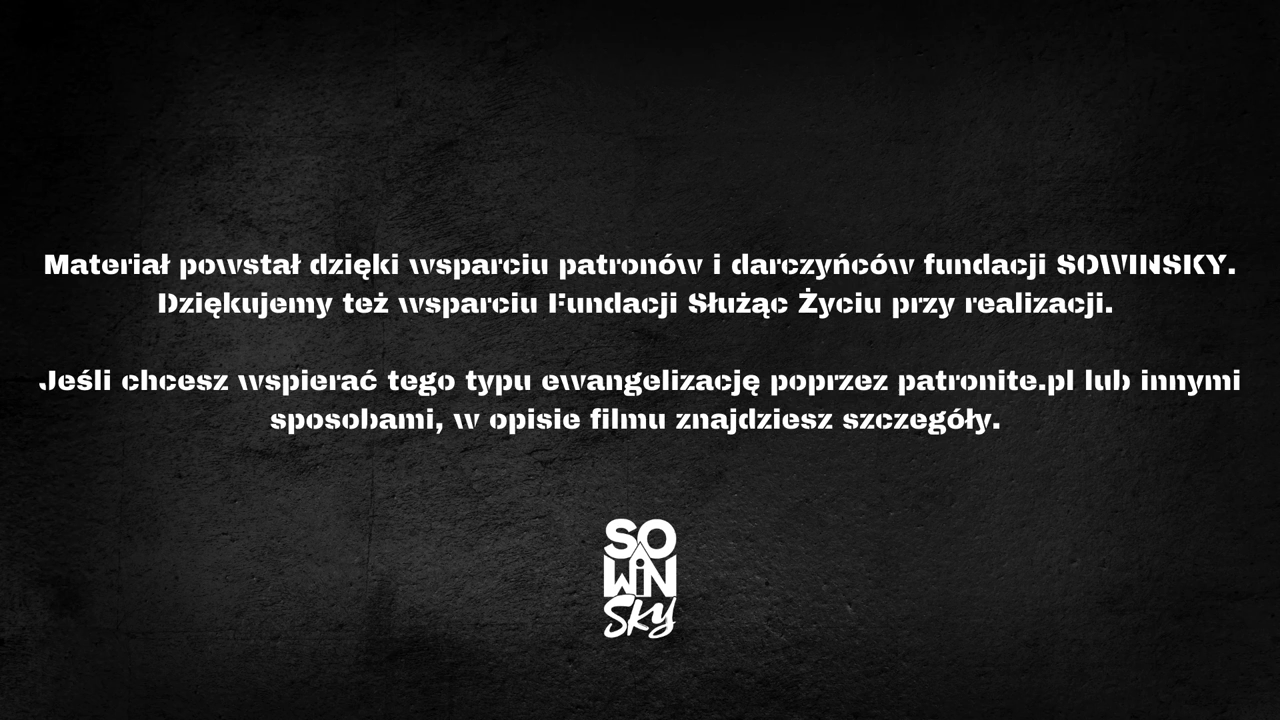 Materiał powstał dzięki wsparciu patronów i darczyńców fundacji SOWINSKY.
Dziękujemy też wsparciu Fundacji Służąc Życiu przy realizacji.
Jeśli chcesz wspierać tego typu ewangelizację poprzez patronite.pl lub innymi
sposobami, w opisie filmu znajdziesz szczegóły.
SO
WiN
Sky